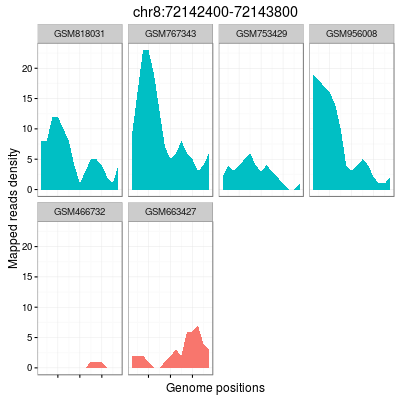 chr8:72142400-72143800
GSM818031 GSM767343 GSM753429 GSM956008
20
15
10
5
0
GSM466732 GSM663427
20
15
10
5
0
Mapped reads density
Genome positions